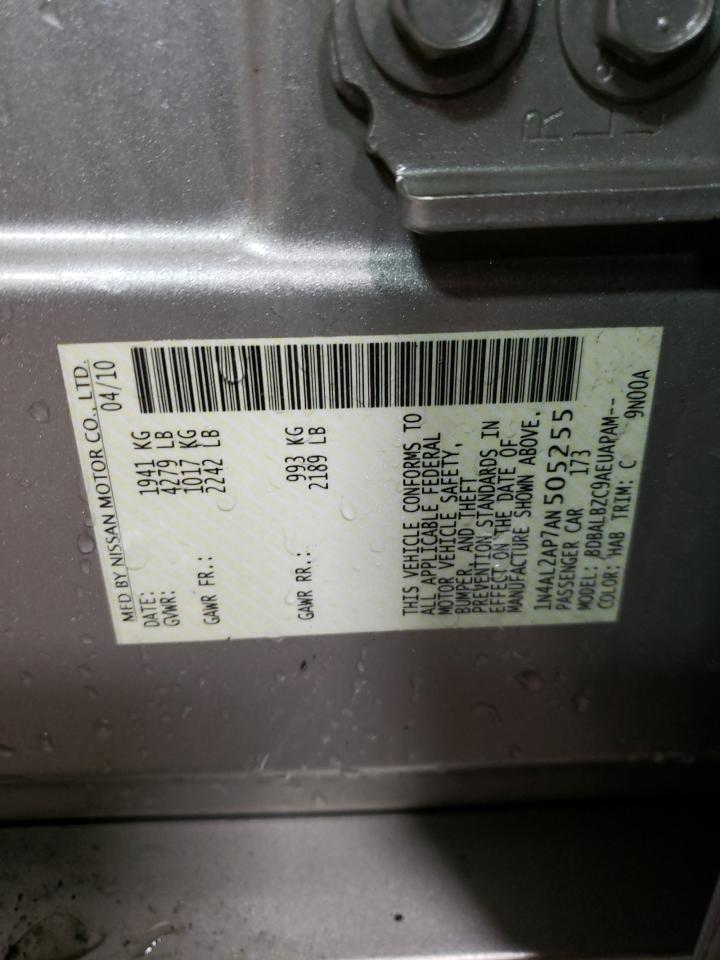 MFD BY NISSAN MOTOR CO., LTD.
DATE: 04/10
GVWR: 1941 KG
4279 LB
GAWR FR.: 1017 KG
2242 LB
GAWR RR.: 993 KG
2189 LB
THIS VEHICLE CONFORMS TO
ALL APPLICABLE FEDERAL
MOTOR VEHICLE SAFETY,
BUMPER, AND THEFT
PREVENTION STANDARDS IN
EFFECT ON THE DATE OF
MANUFACTURE SHOWN ABOVE.
1N4AL2AP7AN505255
PASSENGER CAR 173
MODEL: BDBALBZC9AEUAPAM--
COLOR: HAB TRIM: C 9N00A
R
L